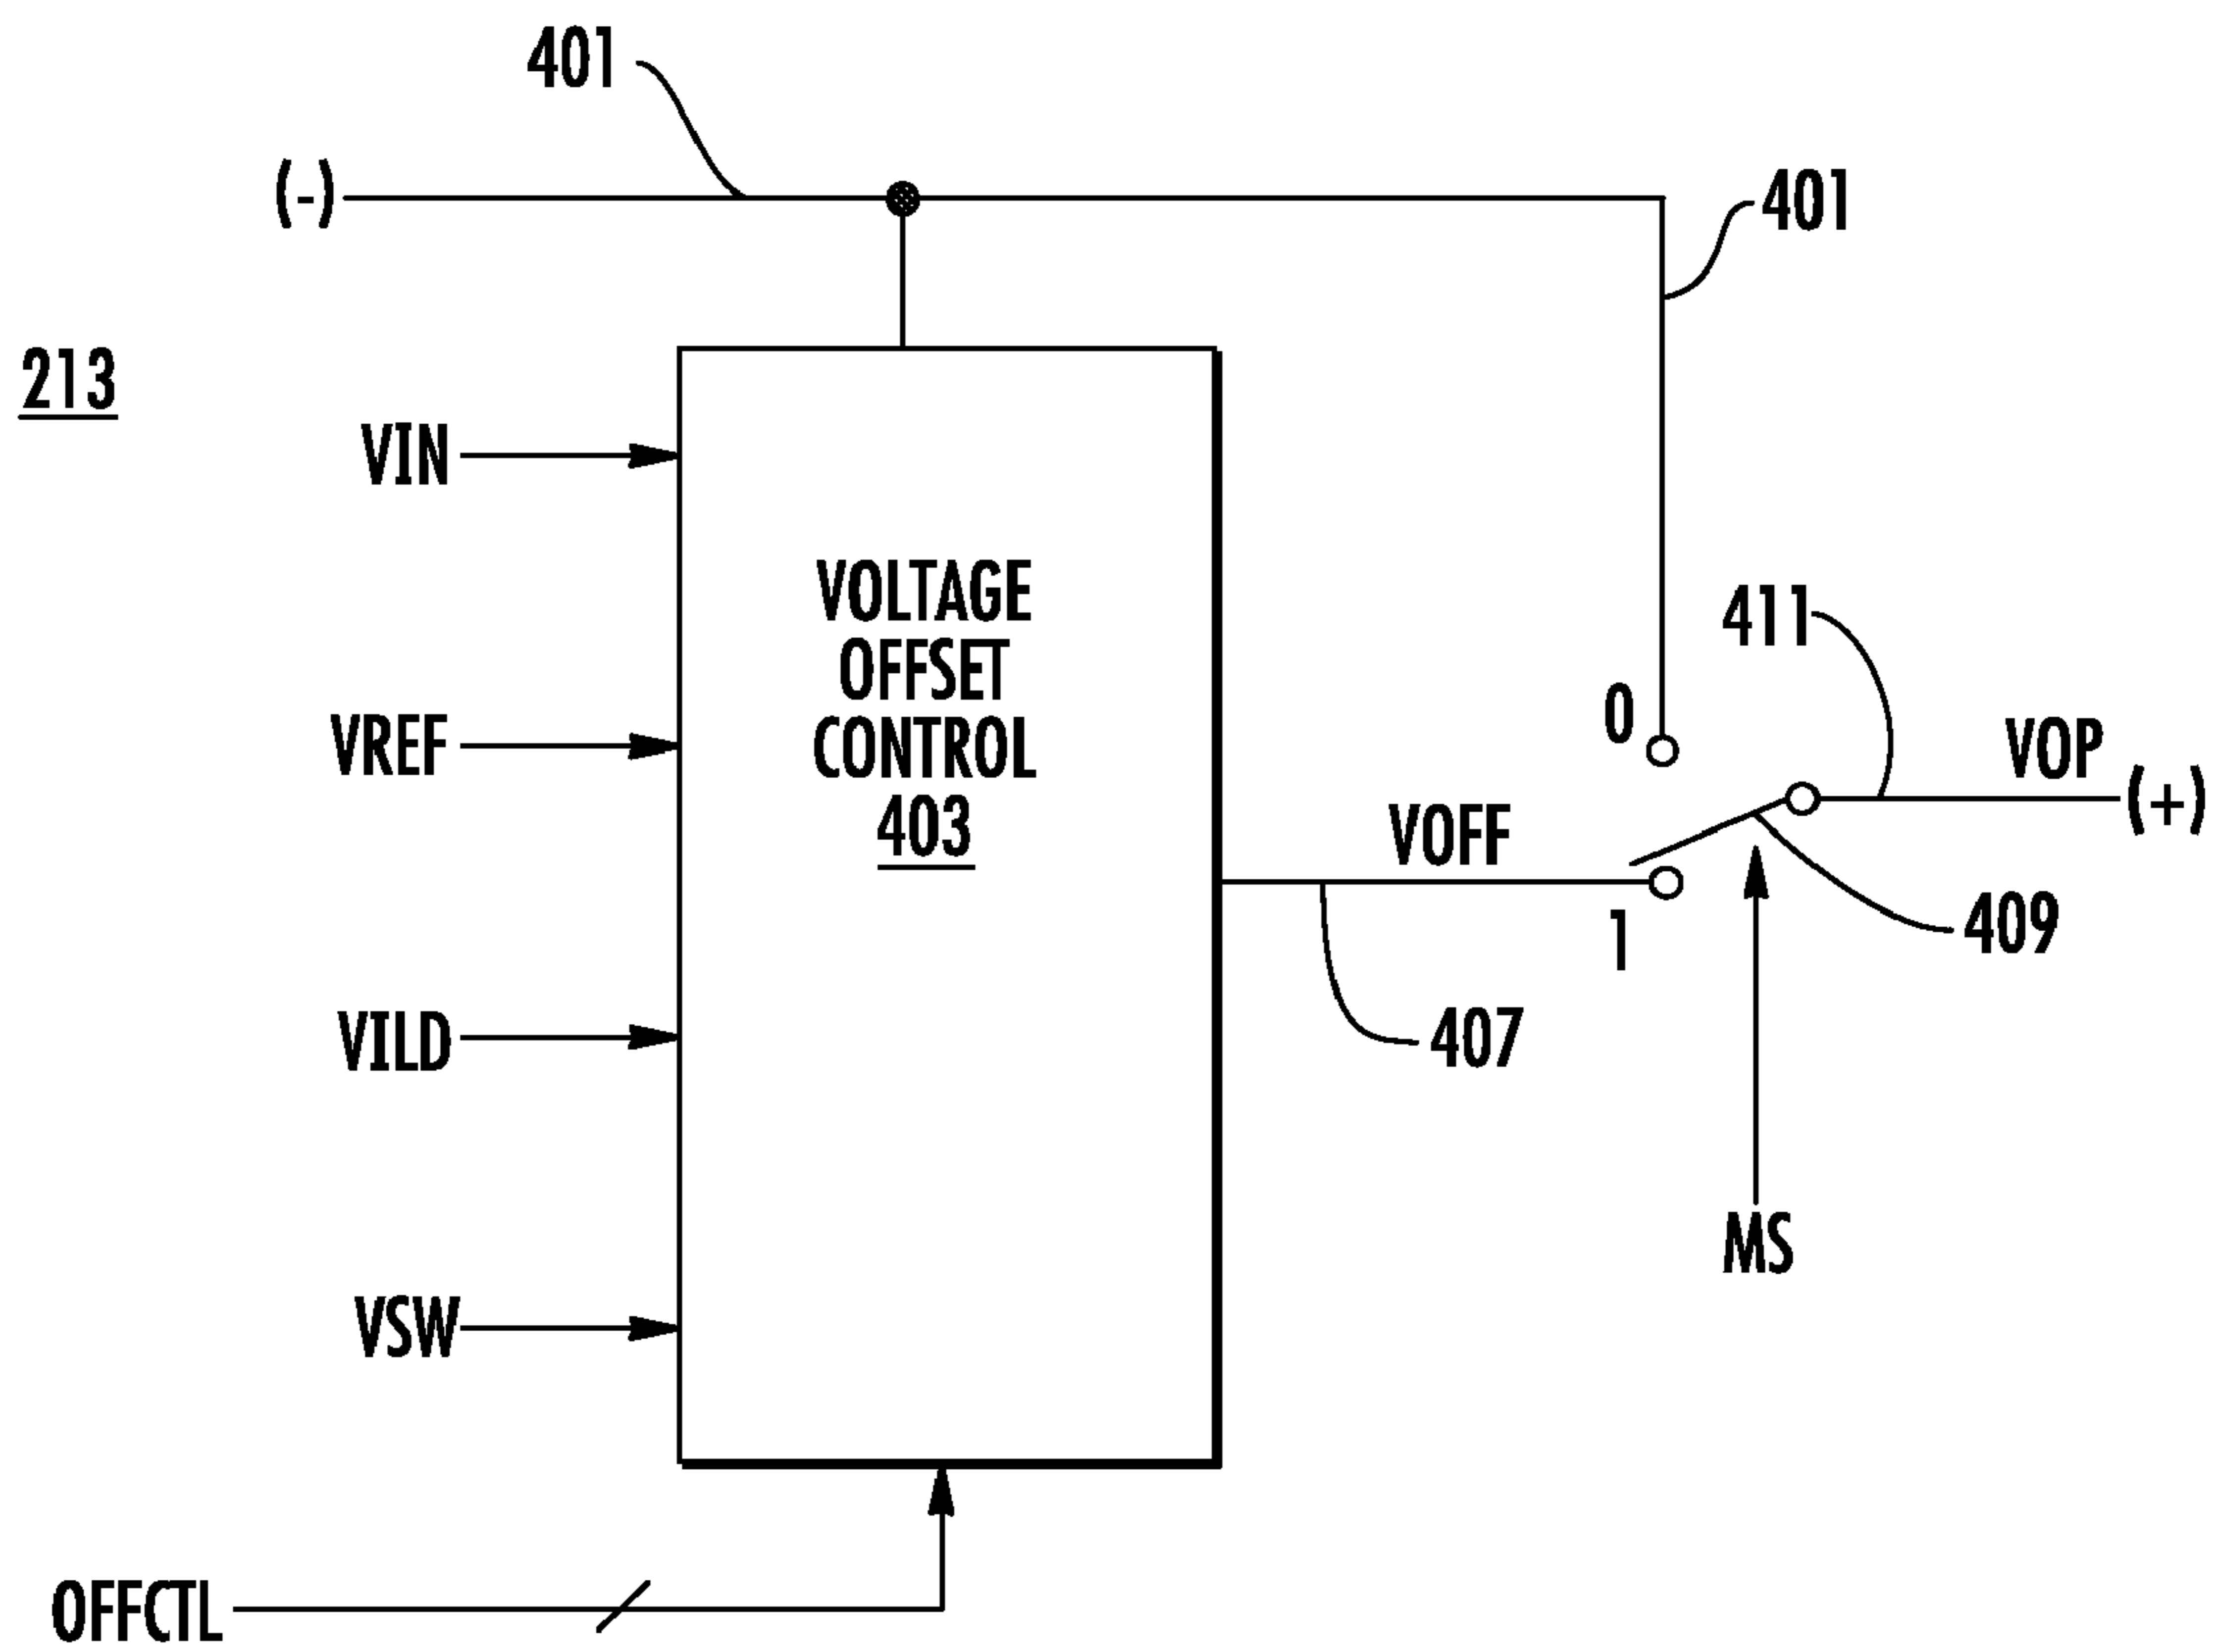 401
(-)
401
213
VIN
VOLTAGE
OFFSET
CONTROL
403
VREF
0
411
VOP
(+)
VOFF
1
409
407
VILD
MS
VSW
OFFCTL